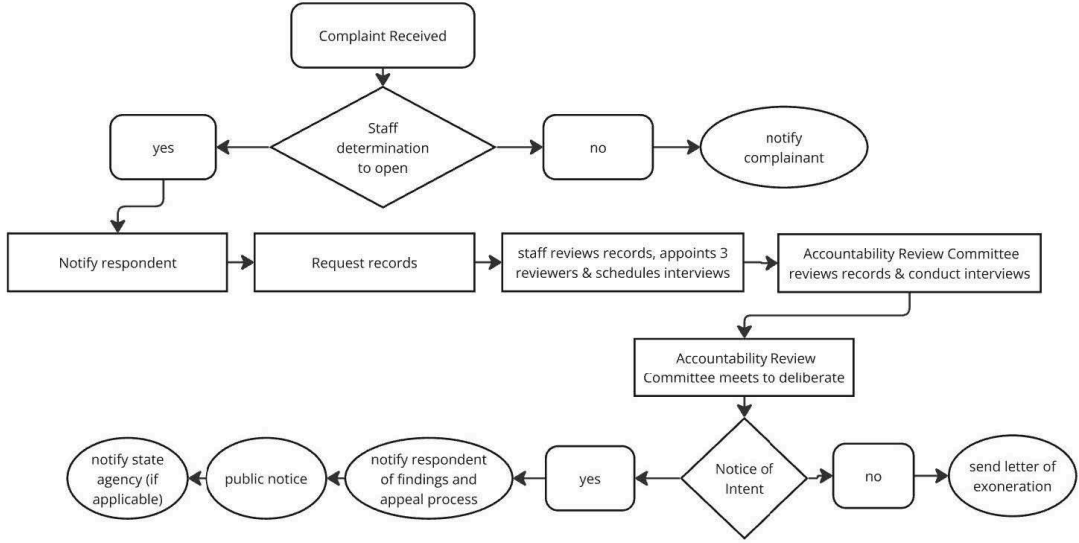 Complaint Received
Staff
determination
to open
yes
no
notify
complainant
Notify respondent
Request records
staff reviews records, appoints 3
reviewers & schedules interviews
Accountability Review Committee
reviews records & conduct interviews
Accountability Review
Committee meets to deliberate
Notice of
Intent
yes
no
send letter of
exoneration
notify respondent
of findings and
appeal process
public notice
notify state
agency (if
applicable)